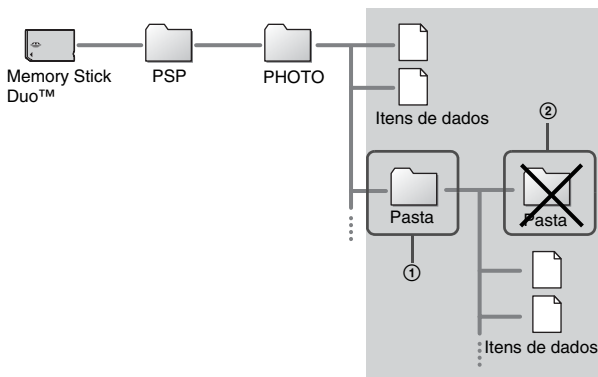 Memory Stick
Duo™
PSP
PHOTO
Itens de dados
②
Pasta
Pasta
①
Itens de dados